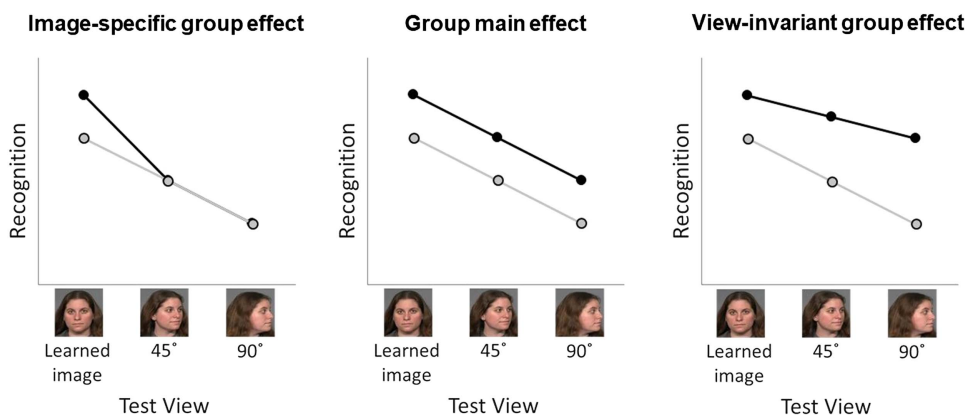 Image-specific group effect
Recognition
Learned
image
45˚
90˚
Test View
Group main effect
Recognition
Learned
image
45˚
90˚
Test View
View-invariant group effect
Recognition
Learned
image
45˚
90˚
Test View